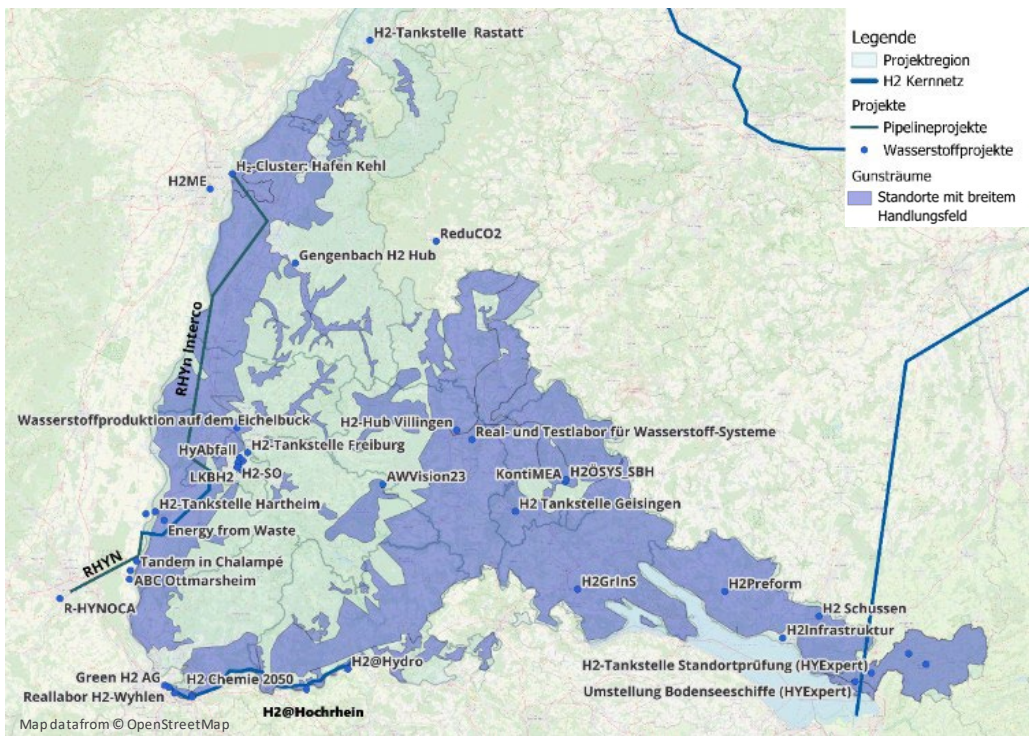 H2-Tankstelle Rastatt
Legende
Projektregion
H2 Kernnetz
Projekte
Pipelineprojekte
Wasserstoffprojekte
Gunsträume
Standorte mit breitem
Handlungsfeld
H₂-Cluster: Hafen Kehl
H2ME
ReduCO2
Gengenbach H2 Hub
RHYn Interco
Wasserstoffproduktion auf dem Eichelbuck
H2-Hub Villingen
Real- und Testlabor für Wasserstoff-Systeme
HyAbfall
H2-Tankstelle Freiburg
LKBH2
H2-SO
AWVision23
KontiMEA
H2ÖSYS_SBH
H2-Tankstelle Hartheim
H2 Tankstelle Geisingen
Energy from Waste
RHYN
Tandem in Chalampé
ABC Ottmarsheim
R-HYNOCA
H2GrInS
H2Preform
H2 Schussen
H2Infrastruktur
H2@Hydro
H2-Tankstelle Standortprüfung (HYExpert)
Green H2 AG
H2 Chemie 2050
Reallabor H2-Wyhlen
Umstellung Bodenseeschiffe (HYExpert)
H2@Hochrhein
Map data from © OpenStreetMap